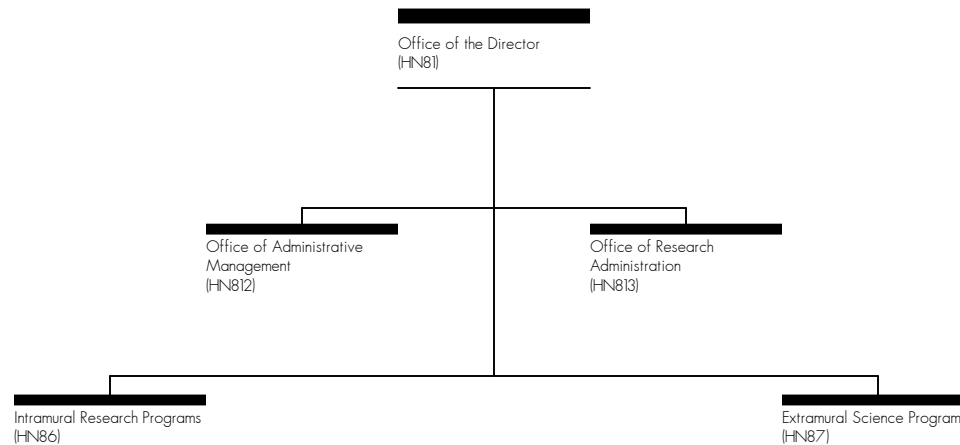 Office of the Director
(HN81)
Office of Administrative
Management
(HN812)
Office of Research
Administration
(HN813)
Intramural Research Programs
(HN86)
Extramural Science Program
(HN87)